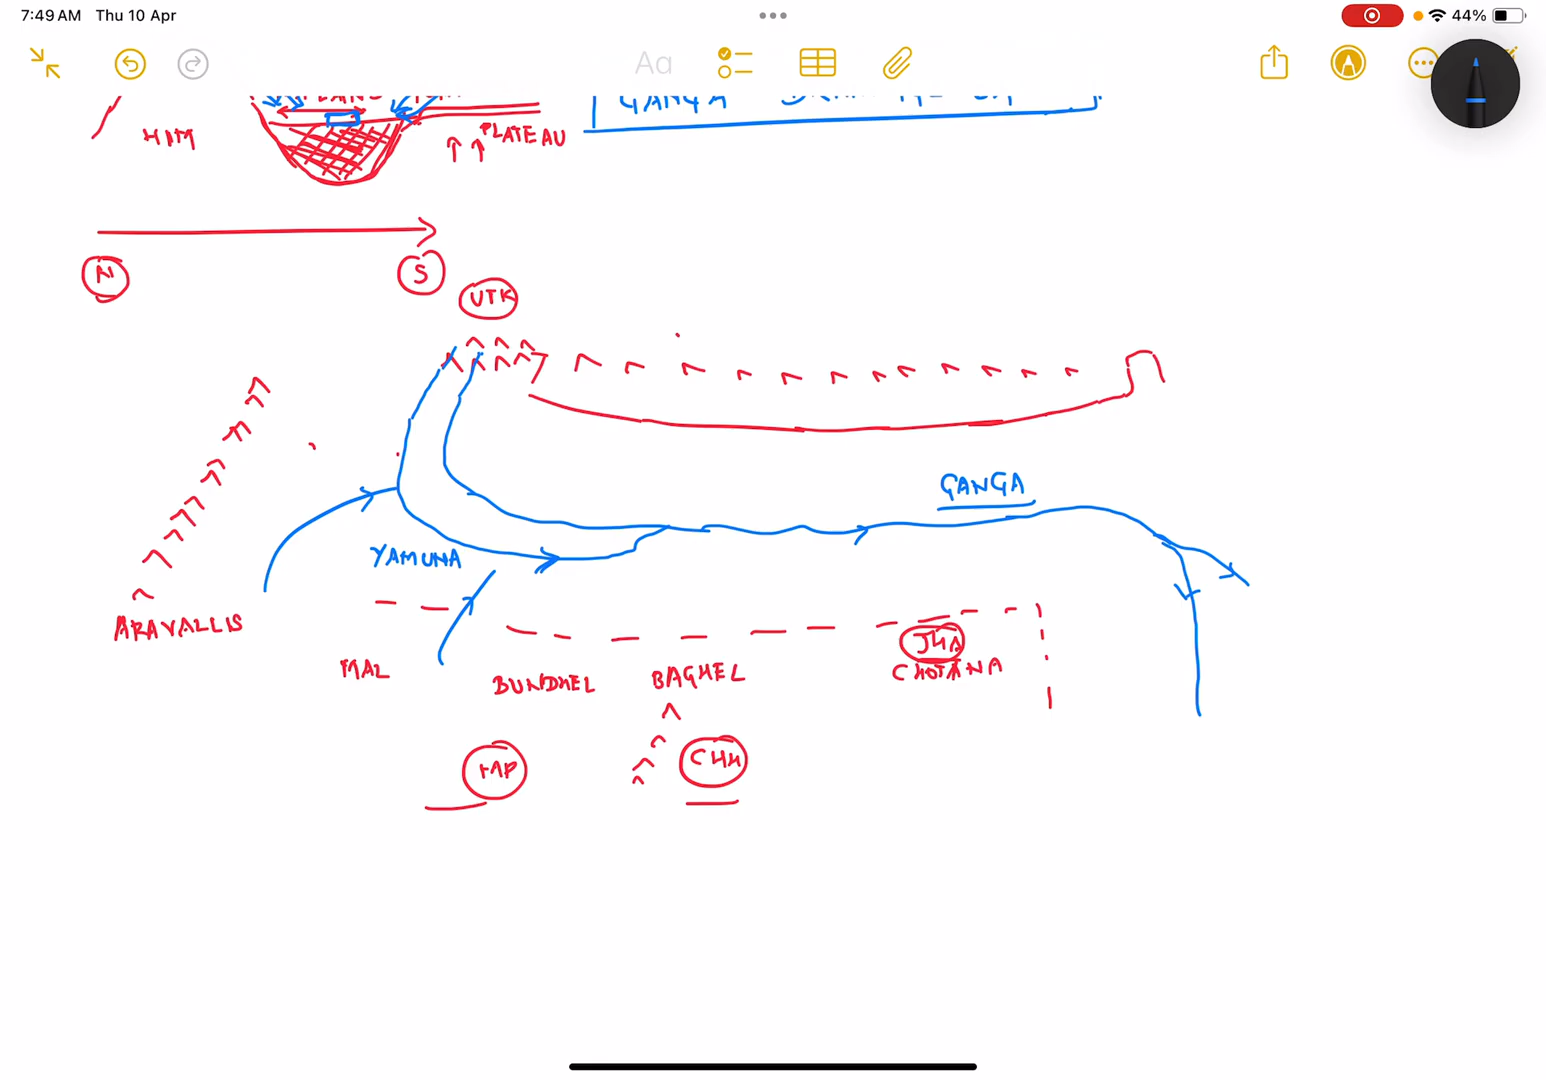 7:49 AM Thu 10 Apr
44%
Aa
HIM
PLATEAU
N
S
UTK
GANGA
YAMUNA
ARAVALLIS
MAL
BUNDHEL
BAGHEL
JHA
CHOTANA
MP
CHH